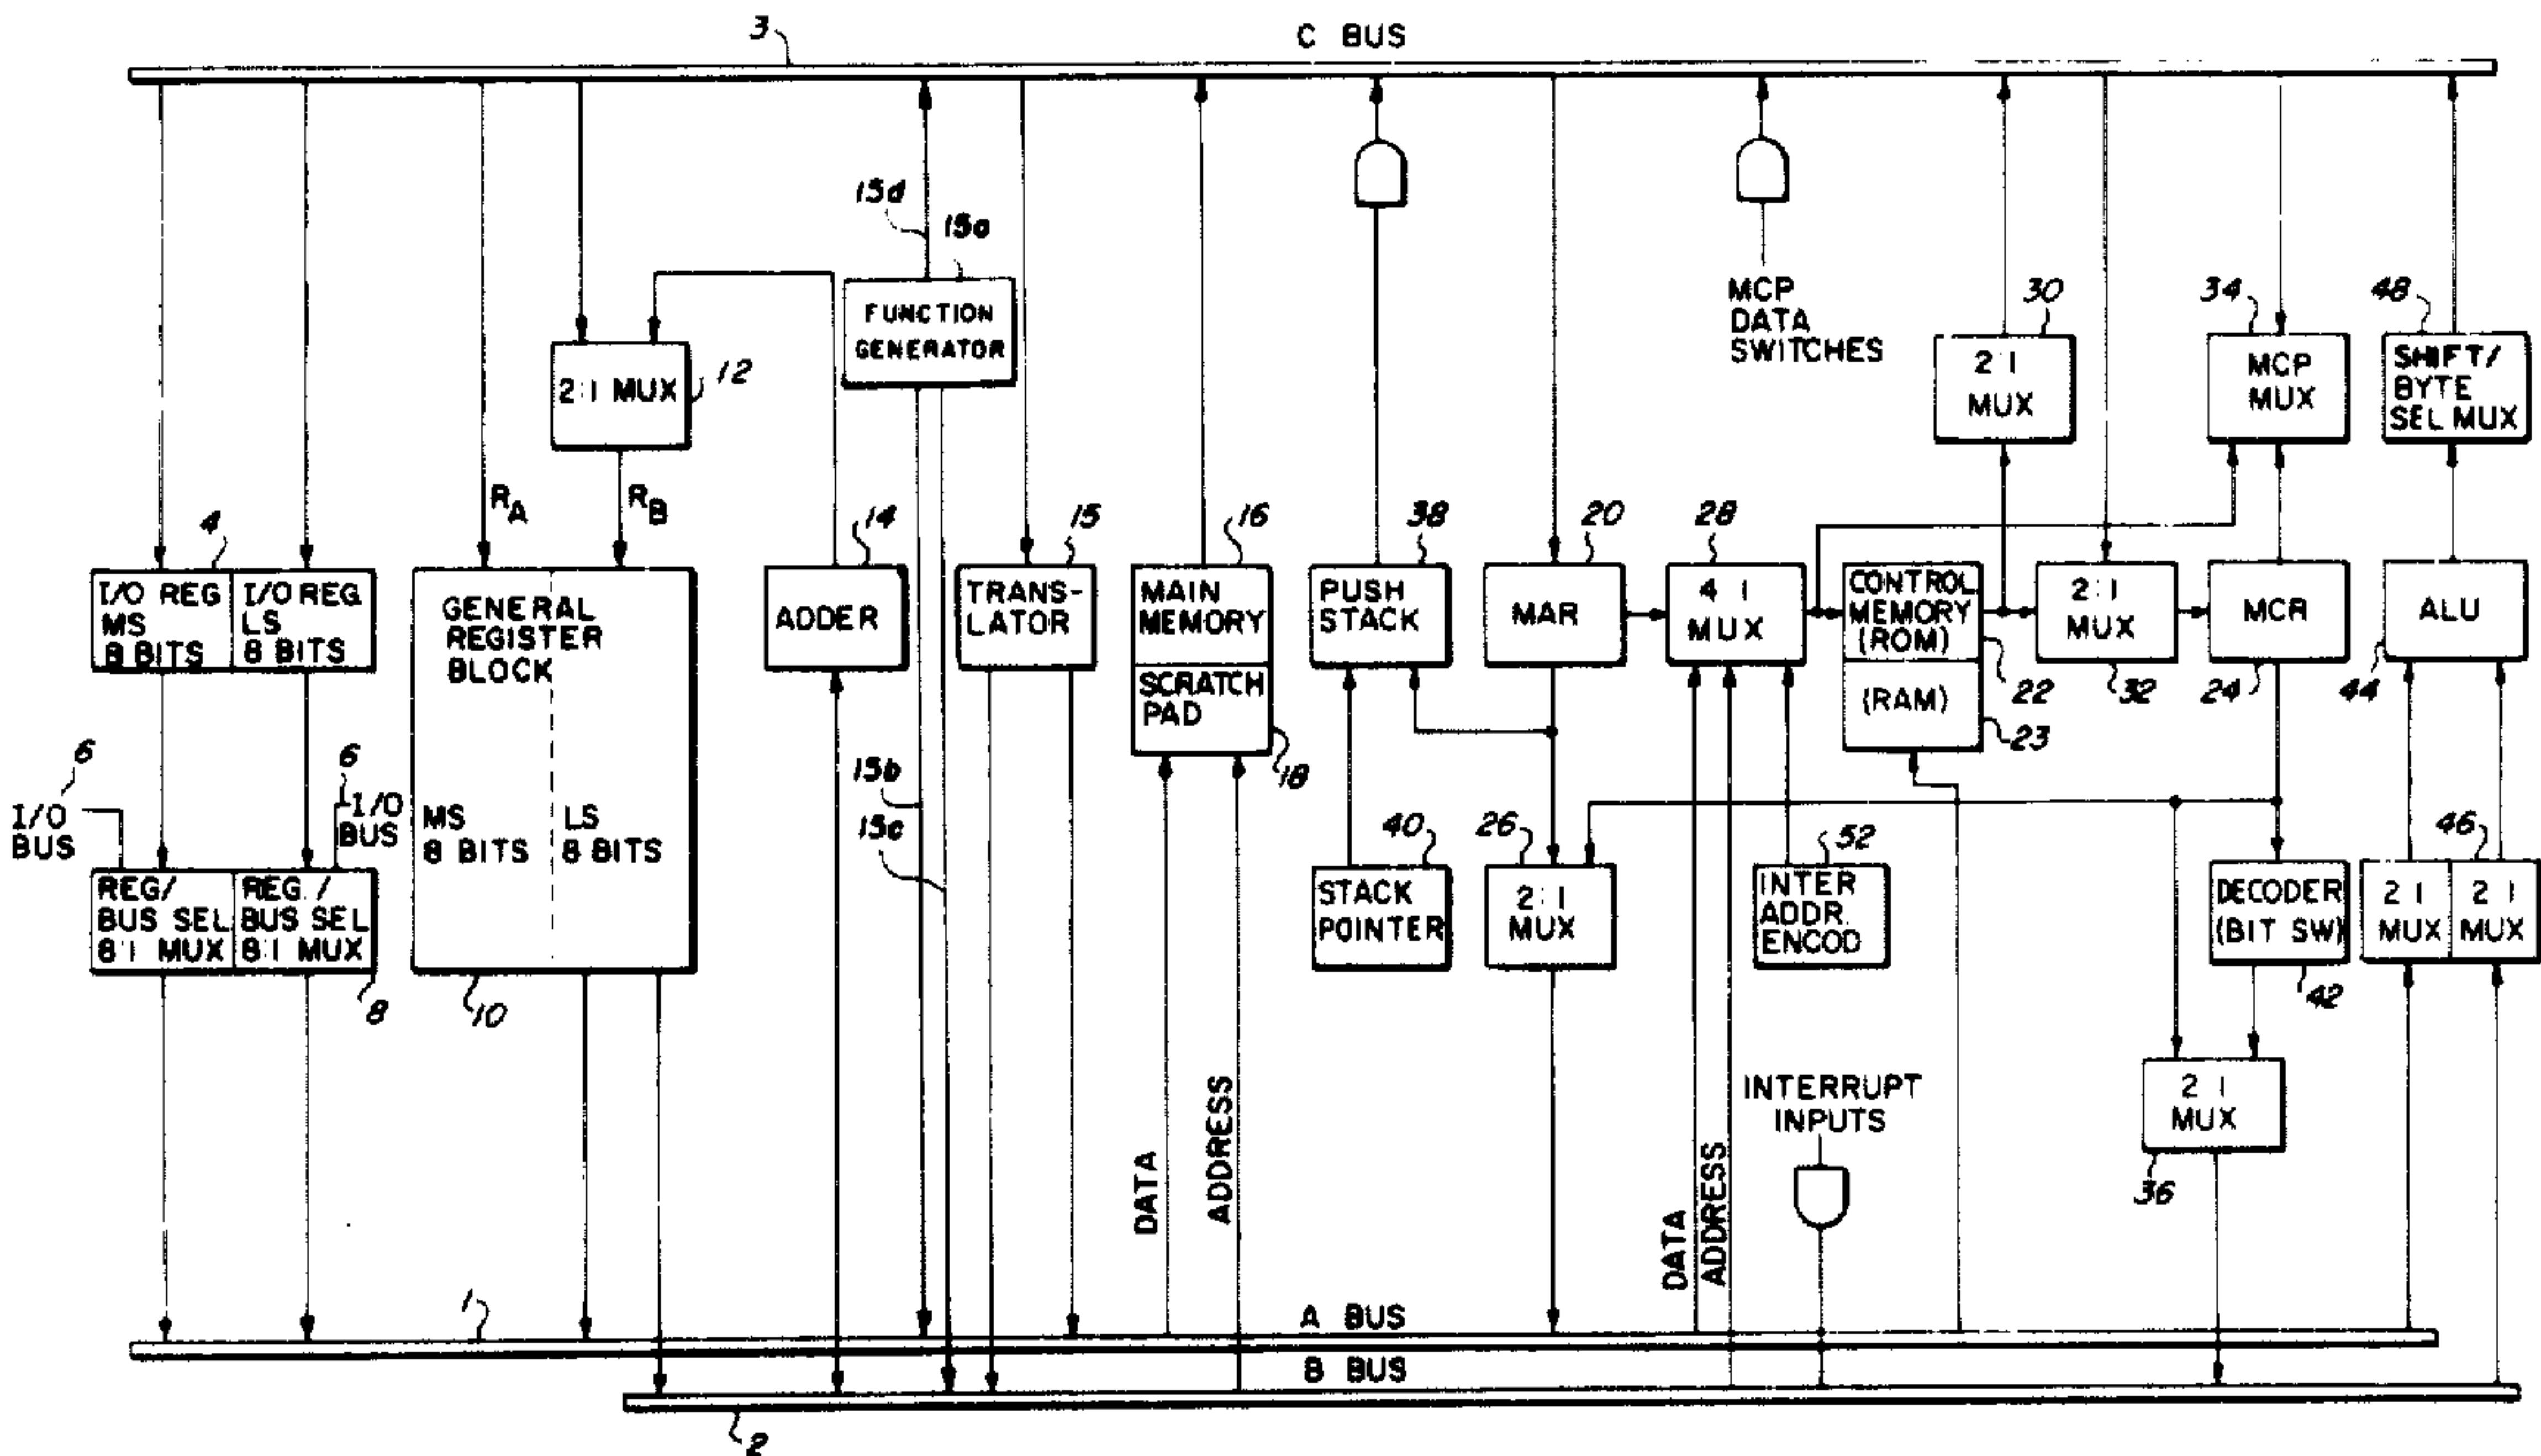 3
C BUS
15d
15a
FUNCTION
GENERATOR
MCP
DATA
SWITCHES
30
34
48
2:1 MUX
12
2:1
MUX
MCP
MUX
SHIFT/
BYTE
SEL MUX
RA
RB
4
14
15
16
38
20
28
I/O REG
MS
8 BITS
I/O REG.
LS
8 BITS
GENERAL
REGISTER
BLOCK
ADDER
TRANS-
LATOR
MAIN
MEMORY
PUSH
STACK
MAR
4:1
MUX
CONTROL
MEMORY
(ROM)
2:1
MUX
MCR
ALU
SCRATCH
PAD
(RAM)
22
32
24
44
23
18
6
I/O
BUS
6
I/O
BUS
MS
8 BITS
LS
8 BITS
15b
15c
40
26
52
46
REG/
BUS SEL
8:1 MUX
REG./
BUS SEL
8:1 MUX
STACK
POINTER
2:1
MUX
INTER
ADDR.
ENCOD
DECODER
(BIT SW)
2:1
MUX
2:1
MUX
8
10
42
DATA
ADDRESS
DATA
ADDRESS
INTERRUPT
INPUTS
2:1
MUX
36
1
A BUS
B BUS
2